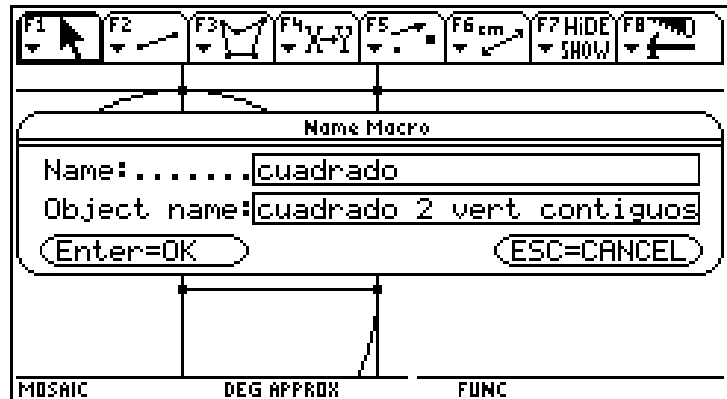 F1 F2 F3 F4 X→Y F5 F6 cm F7 HiDE SHOW F8
Name Macro
Name:.......cuadrado
Object name:cuadrado 2 vert contiguos
Enter=OK ESC=CANCEL
MOSAIC DEG APPROX FUNC